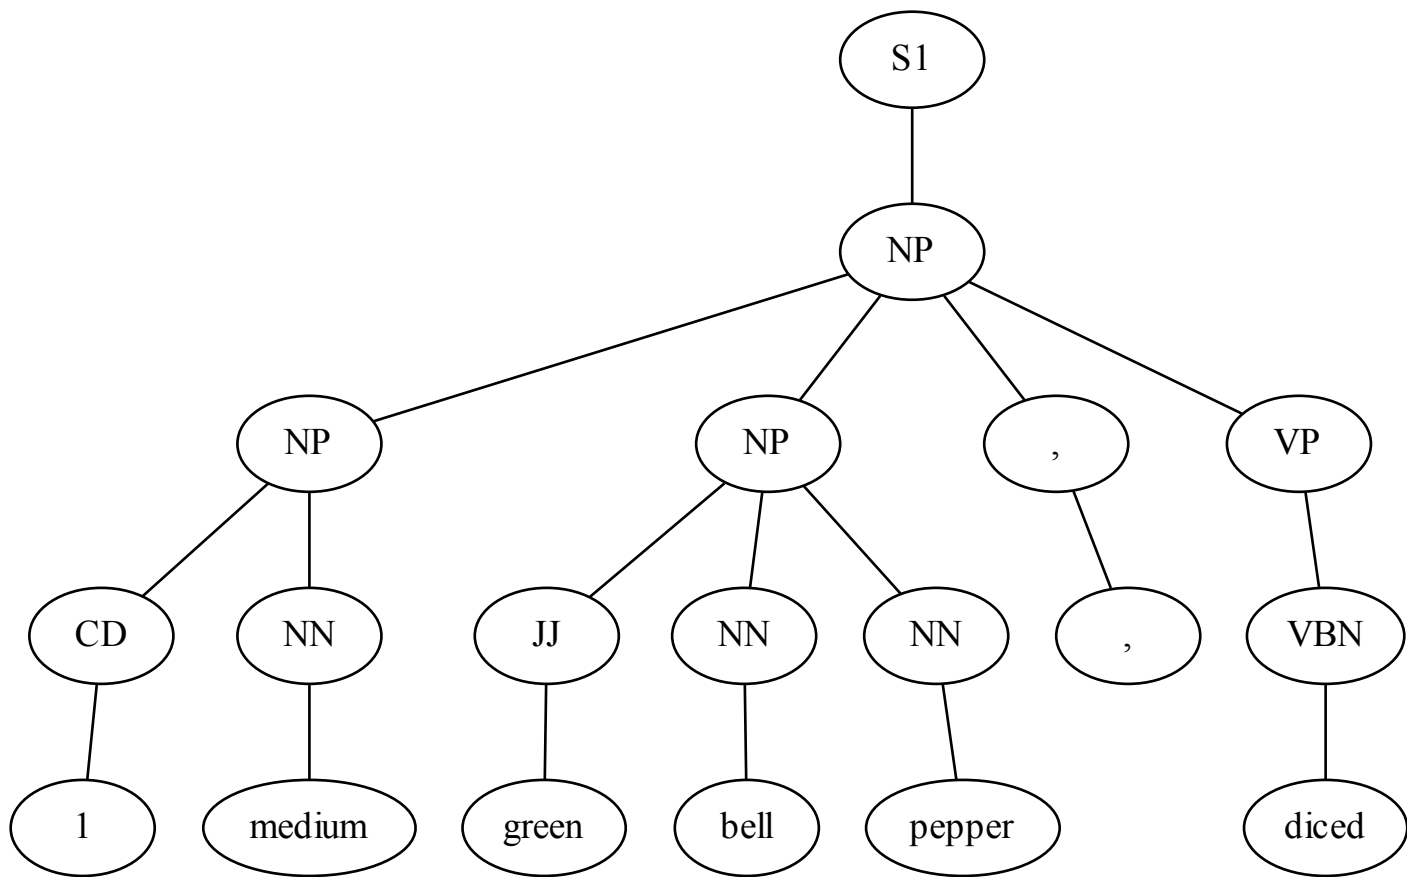 S1
NP
NP NP , VP
CD NN JJ NN NN , VBN
1 medium green bell pepper diced